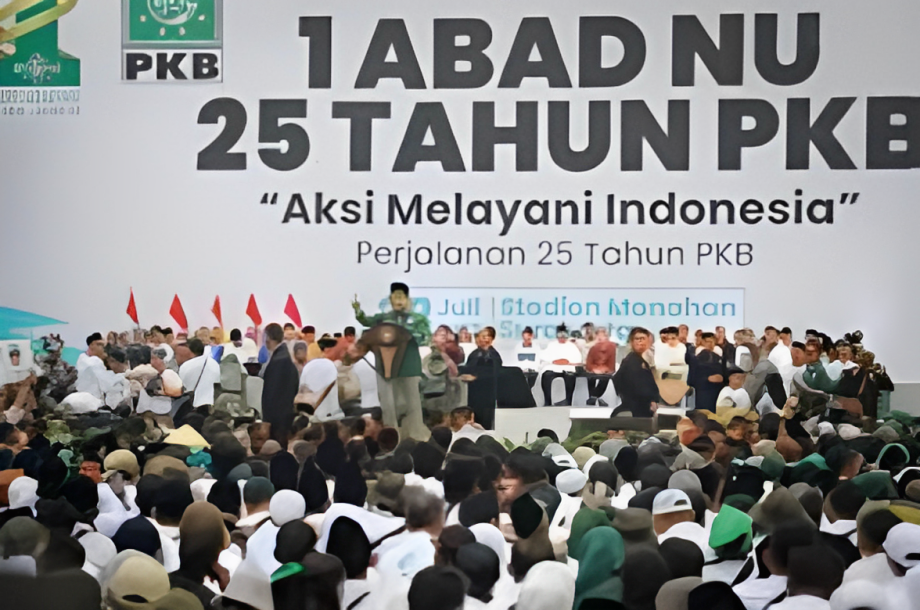 PKB
1 ABAD NU
25 TAHUN PKB
“Aksi Melayani Indonesia”
Perjalanan 25 Tahun PKB
Juli | Stadion Manahan